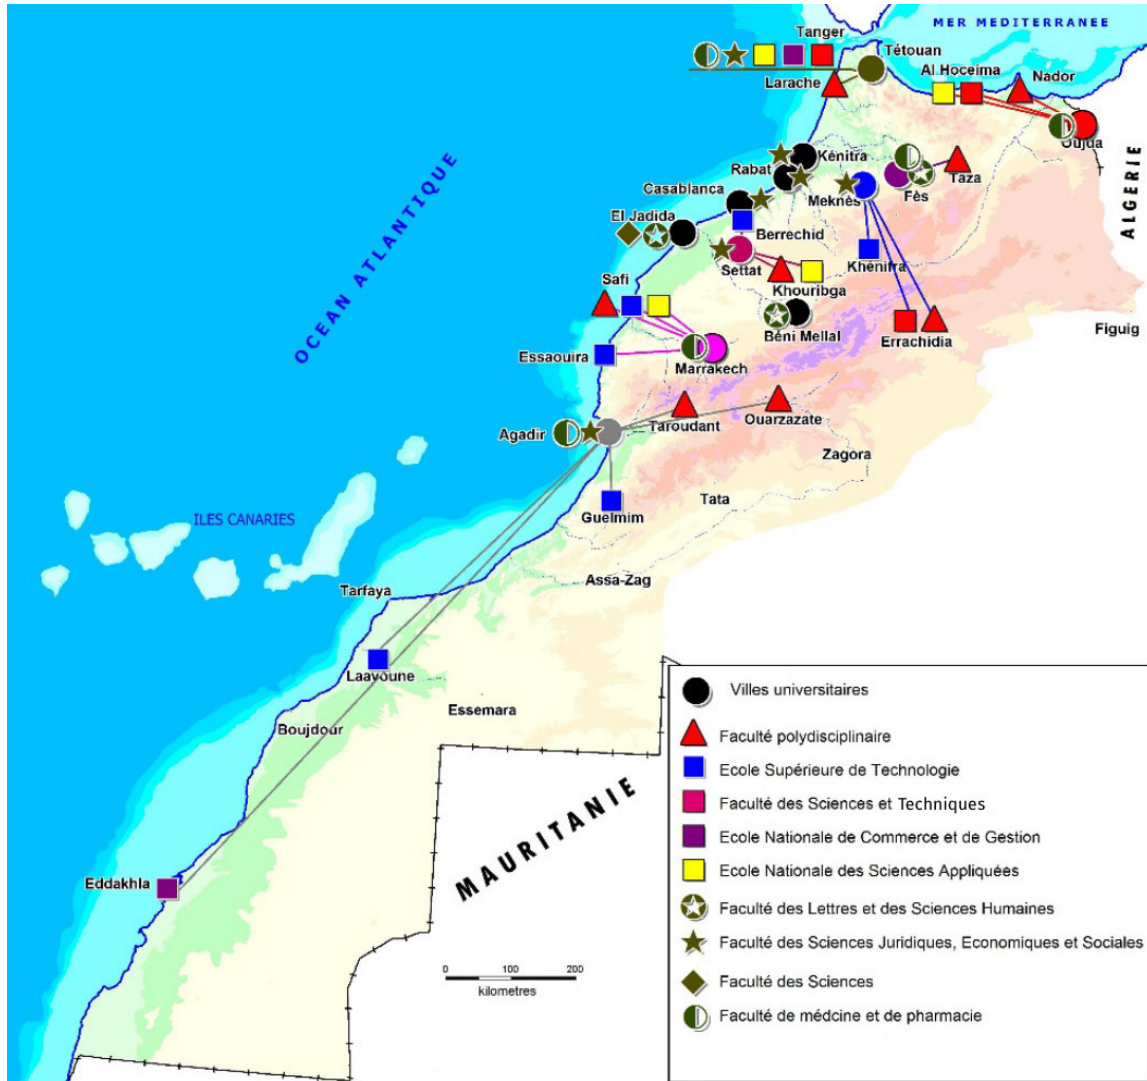 MER MEDITERRANEE
Tanger
Tétouan
Larache
Al Hoceima
Nador
Oujda
Kénitra
Rabat
Fès
Taza
ALGERIE
Casablanca
Meknès
El Jadida
Berrechid
Settat
Khénifra
OCEAN ATLANTIQUE
Safi
Khouribga
Béni Mellal
Errachidia
Figuig
Essaouira
Marrakech
Agadir
Taroudant
Ouarzazate
Zagora
Tata
Guelmim
ILES CANARIES
Assa-Zag
Tarfaya
Laayoune
Essemara
Boujdour
MAURITANIE
Eddakhla
0 100 200
kilometres
Villes universitaires
Faculté polydisciplinaire
Ecole Supérieure de Technologie
Faculté des Sciences et Techniques
Ecole Nationale de Commerce et de Gestion
Ecole Nationale des Sciences Appliquées
Faculté des Lettres et des Sciences Humaines
Faculté des Sciences Juridiques, Economiques et Sociales
Faculté des Sciences
Faculté de médcine et de pharmacie